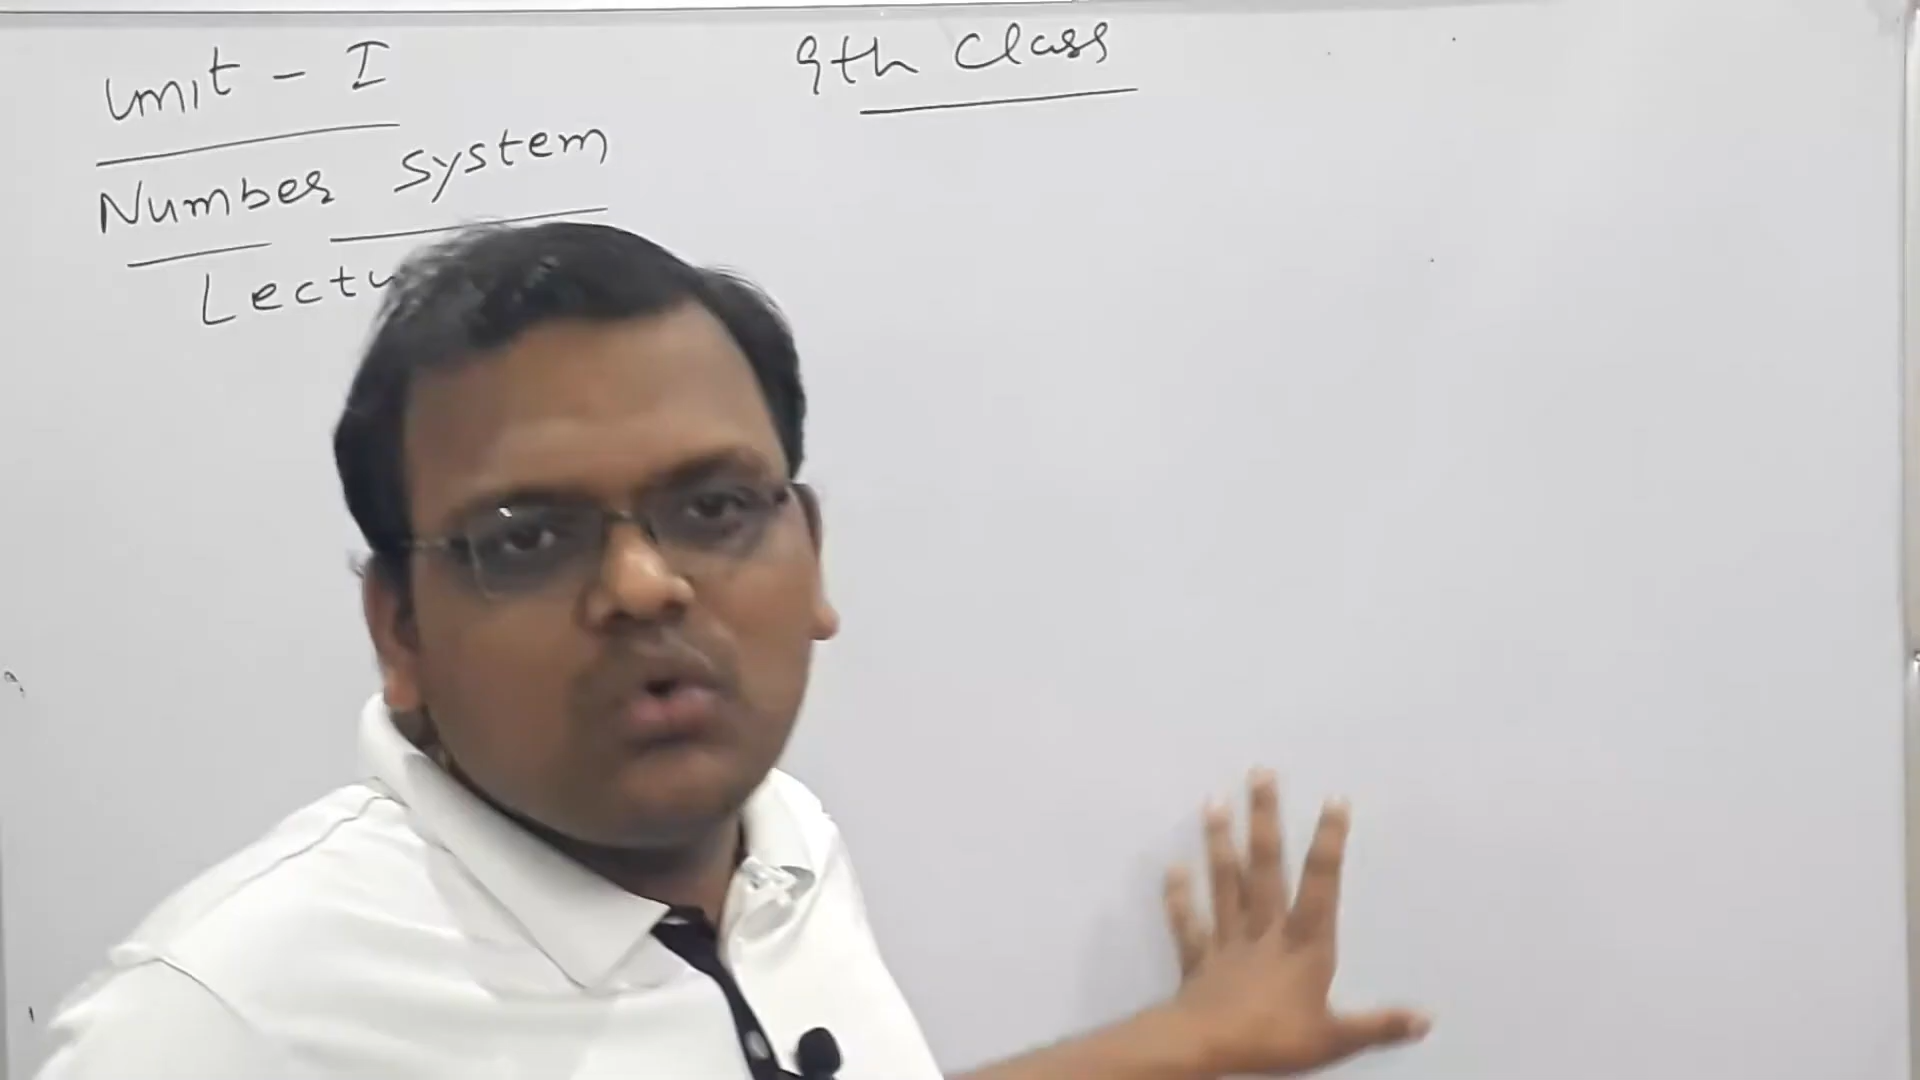 Unit - I
9th Class
Number System